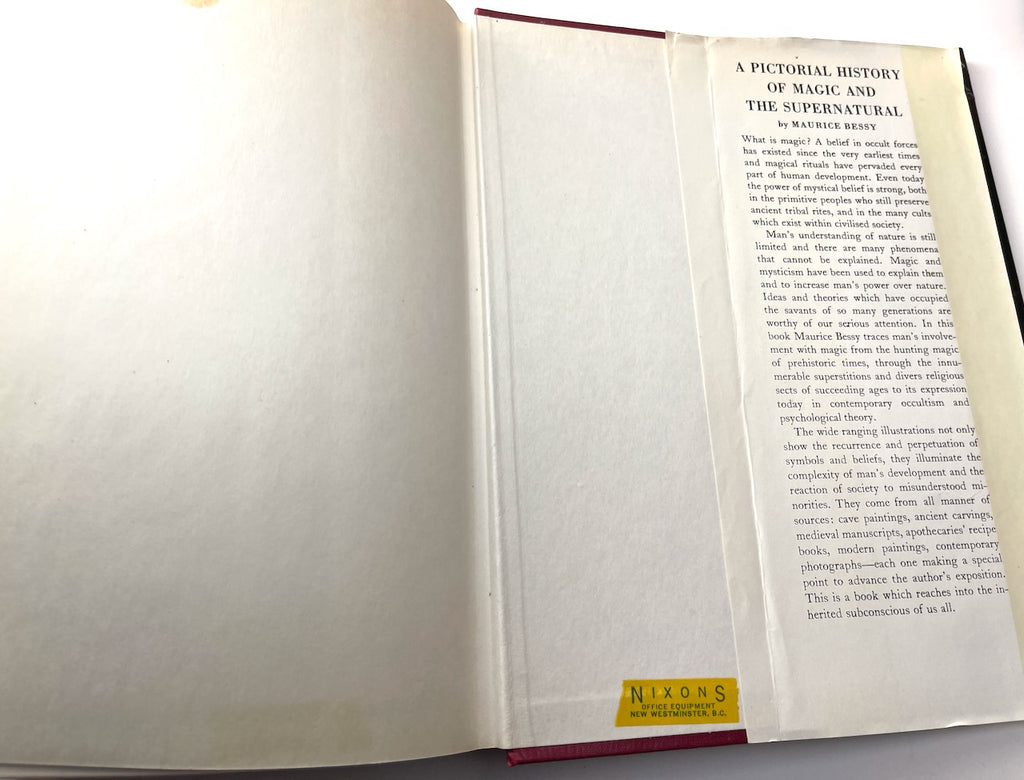 A PICTORIAL HISTORY
OF MAGIC AND
THE SUPERNATURAL
by MAURICE BESSY
What is magic? A belief in occult forces
has existed since the very earliest times
and magical rituals have pervaded every
part of human development. Even today
the power of mystical belief is strong, both
in the primitive peoples who still preserve
ancient tribal rites, and in the many cults
which exist within civilised society.
Man's understanding of nature is still
limited and there are many phenomena
that cannot be explained. Magic and
mysticism have been used to explain them
and to increase man's power over nature.
Ideas and theories which have occupied
the savants of so many generations are
worthy of our serious attention. In this
book Maurice Bessy traces man's involve-
ment with magic from the hunting magic
of prehistoric times, through the innu-
merable superstitions and divers religious
sects of succeeding ages to its expression
today in contemporary occultism and
psychological theory.
The wide ranging illustrations not only
show the recurrence and perpetuation of
symbols and beliefs, they illuminate the
complexity of man's development and the
reaction of society to misunderstood mi-
norities. They come from all manner of
sources: cave paintings, ancient carvings,
medieval manuscripts, apothecaries' recipe
books, modern paintings, contemporary
photographs—each one making a special
point to advance the author's exposition.
This is a book which reaches into the in-
herited subconscious of us all.
NIXONS
OFFICE EQUIPMENT
NEW WESTMINSTER, B.C.